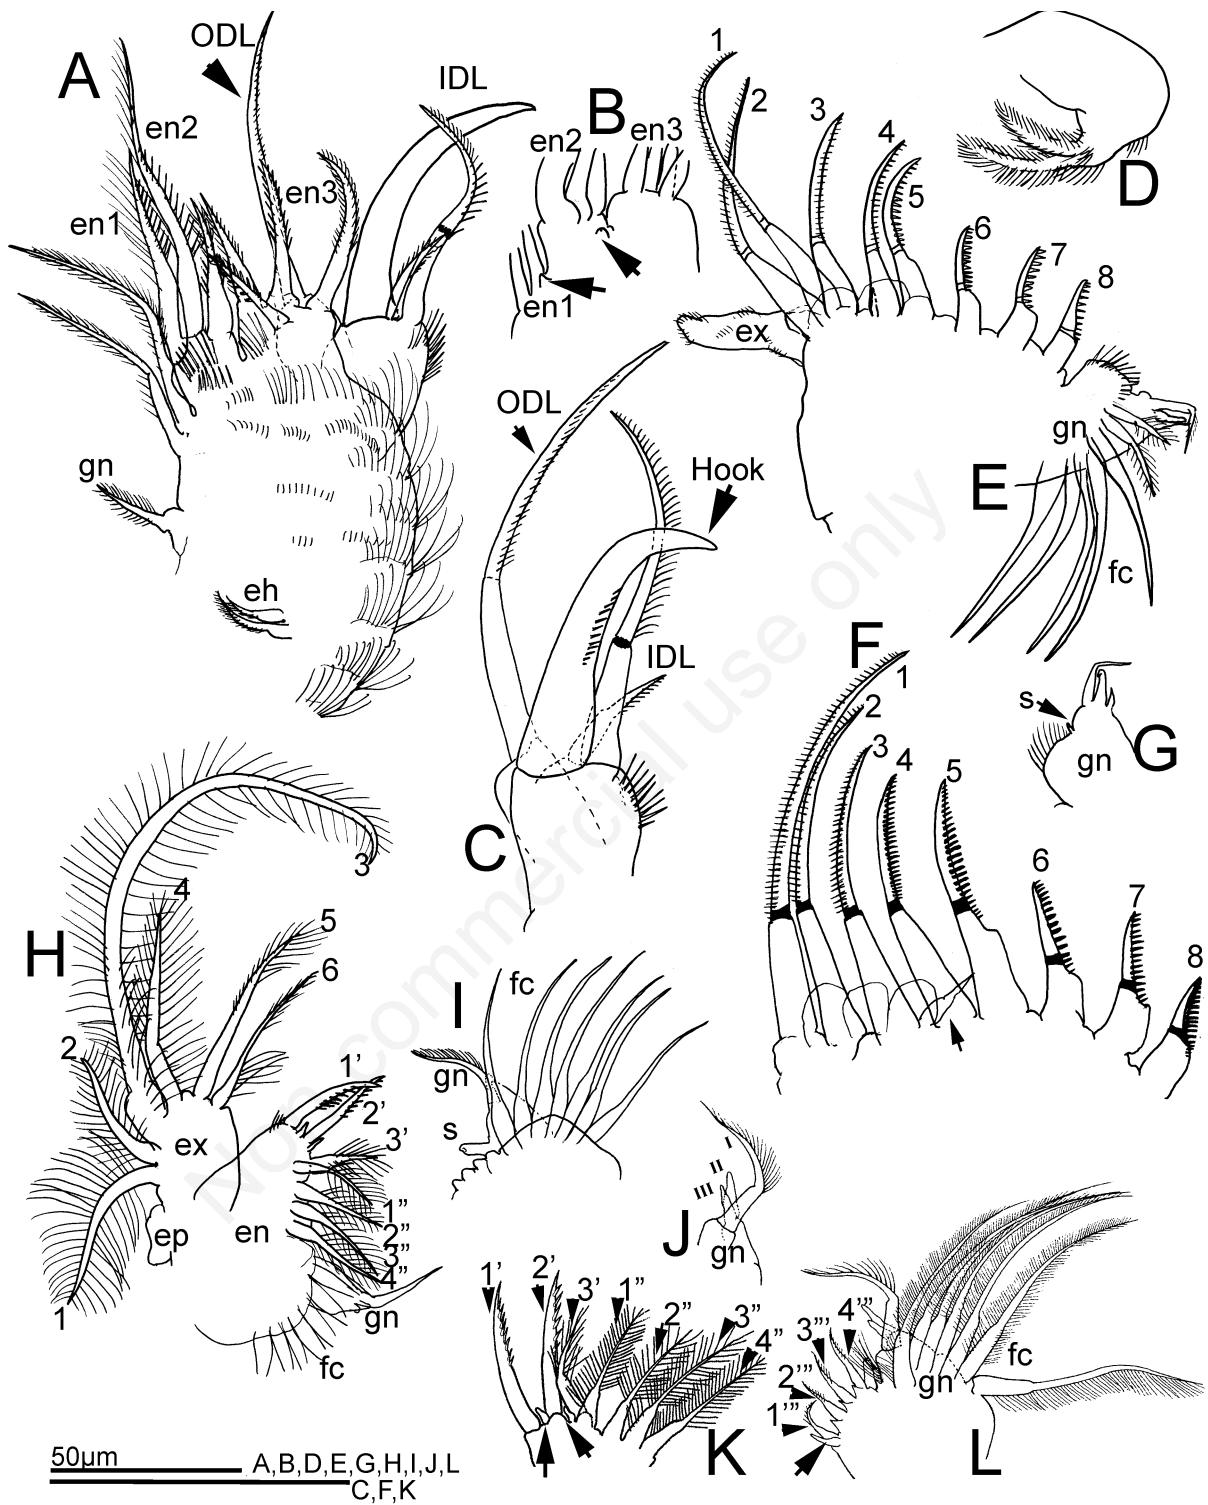 A
ODL
IDL
en2
en1
en3
gn
eh
B
en2
en3
en1
1
2
3
4
5
6
7
8
ex
gn
E
fc
D
ODL
Hook
IDL
C
F
1
2
3
4
5
6
7
8
s
gn
G
H
3
4
5
6
2
1
ex
ep
en
1’
2’
3’
1”
2”
3”
4”
gn
fc
I
fc
gn
s
J
I
II
III
gn
1’
2’
3’
1”
2”
3”
4”
K
4’”
3’”
2’”
1’”
gn
fc
L
50µm
A,B,D,E,G,H,I,J,L
C,F,K
Non commercial use only